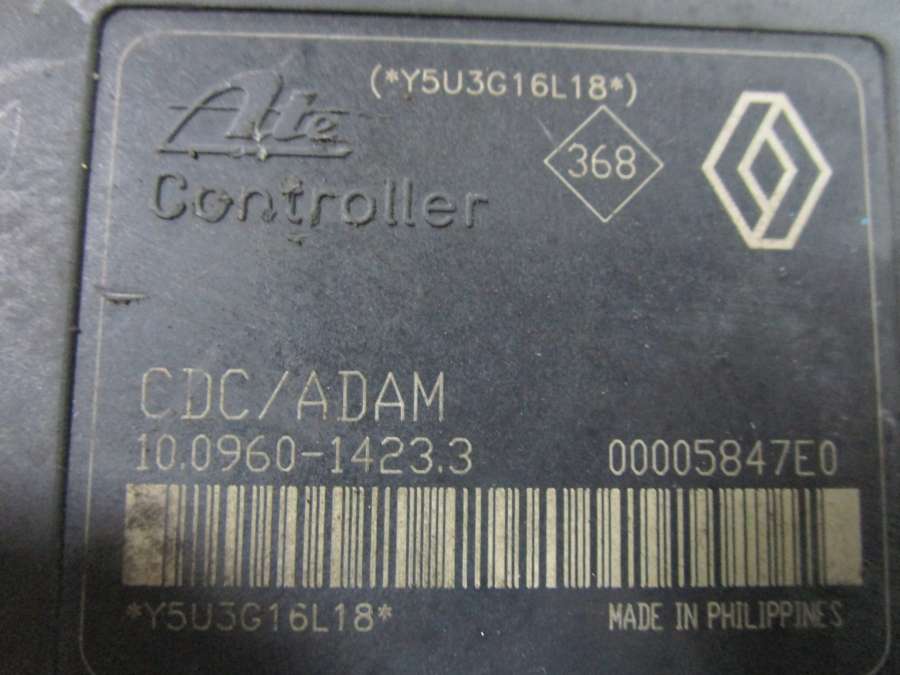 (*Y5U3G16L18*)
Ate
368
Controller
CDC/ADAM
10.0960-1423.3 00005847E0
*Y5U3G16L18* MADE IN PHILIPPINES